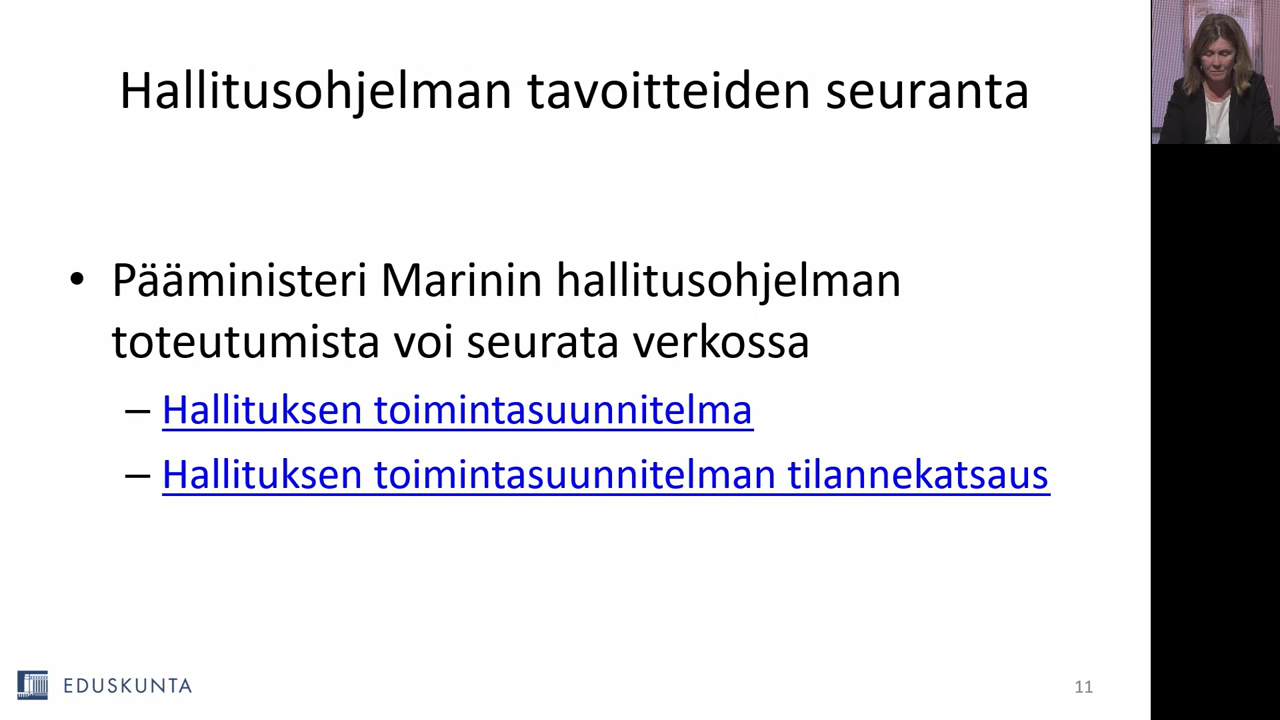 Hallitusohjelman tavoitteiden seuranta
• Pääministeri Marinin hallitusohjelman
toteutumista voi seurata verkossa
– Hallituksen toimintasuunnitelma
– Hallituksen toimintasuunnitelman tilannekatsaus
EDUSKUNTA
11